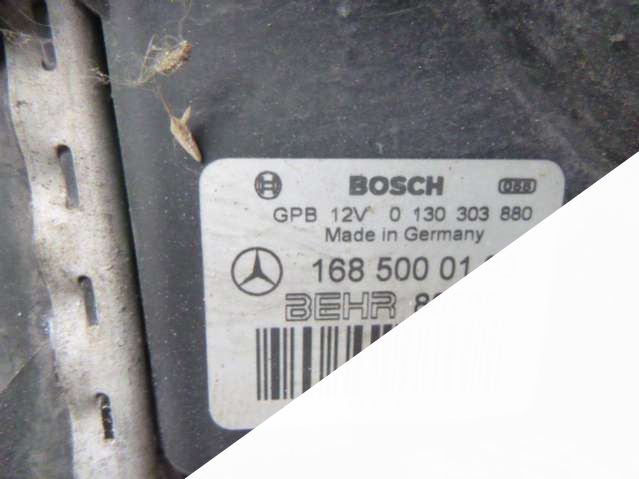 BOSCH
GPB 12V 0 130 303 880
Made in Germany
168 500 01
BEHR